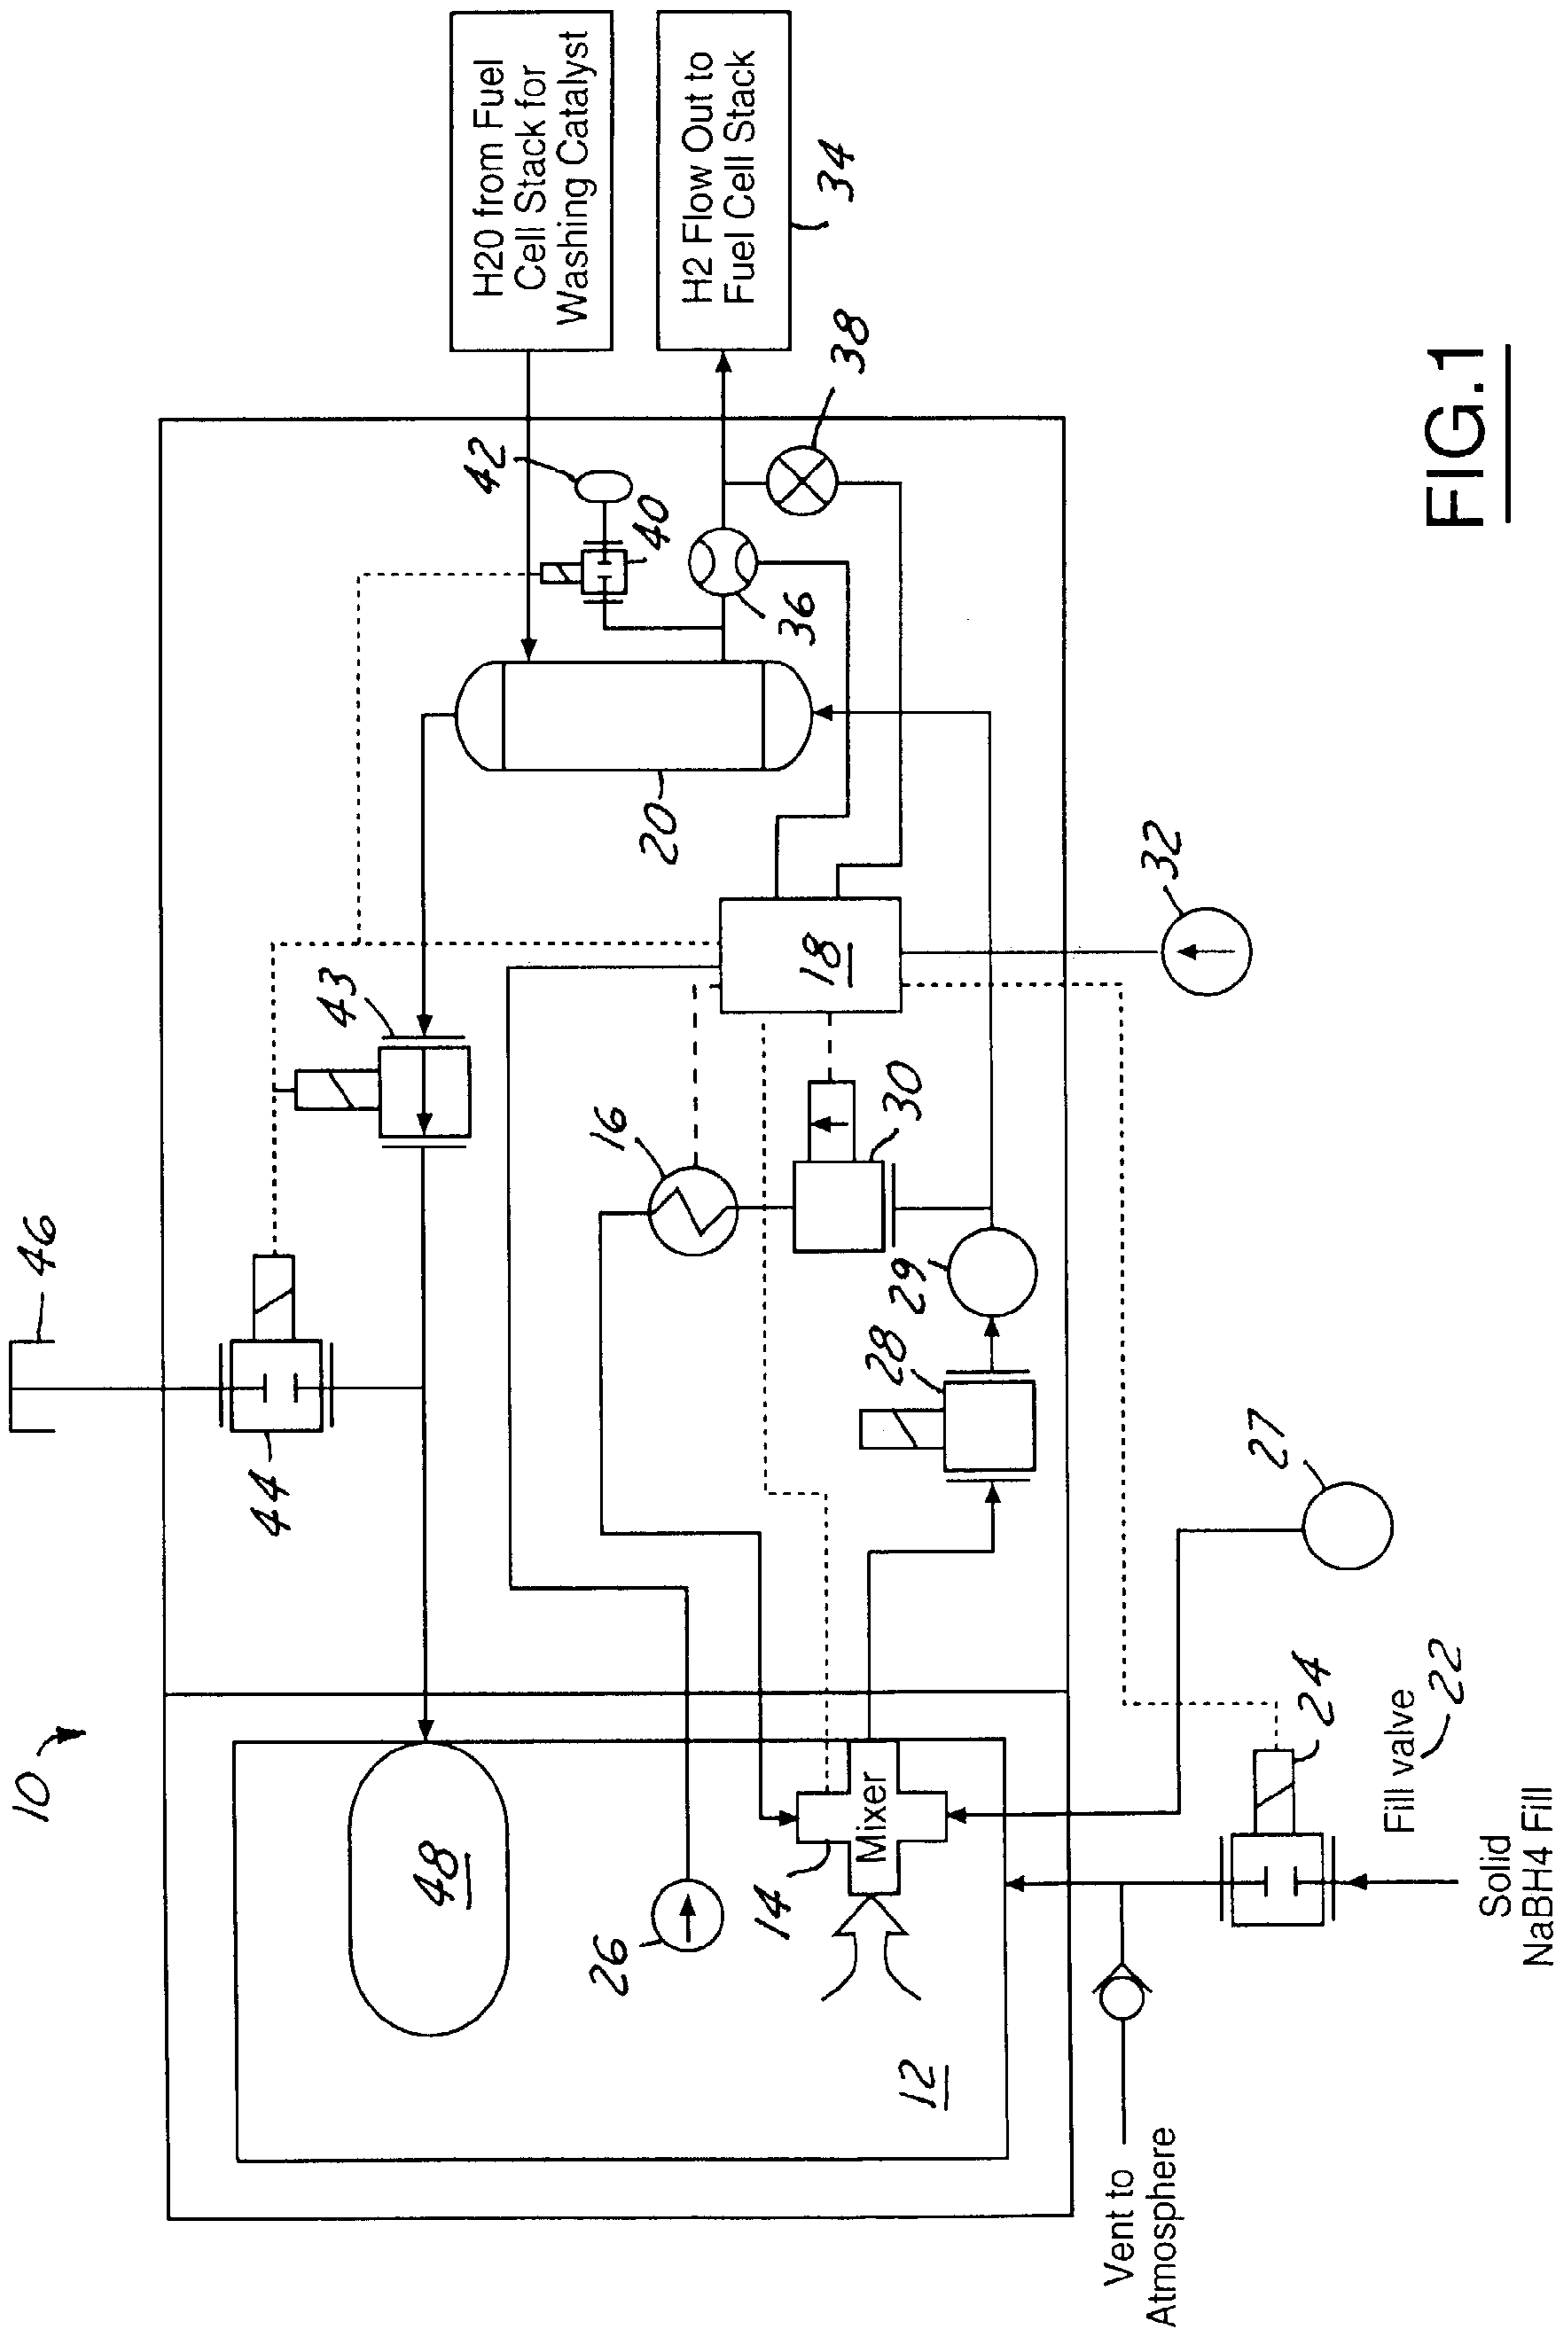 10
46
44
43
48
26
16
14
Mixer
12
18
20
30
29
28
42
40
36
38
H20 from Fuel
Cell Stack for
Washing Catalyst
H2 Flow Out to
Fuel Cell Stack
34
32
27
24
Fill valve
22
Solid
NaBH4 Fill
Vent to
Atmosphere
FIG.1